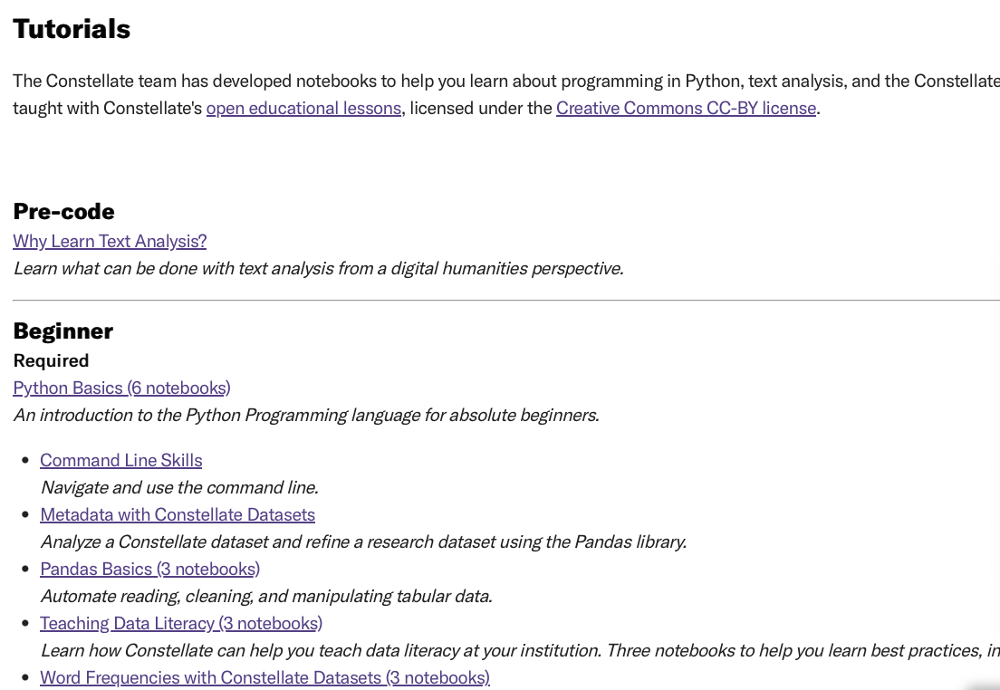 Tutorials
The Constellate team has developed notebooks to help you learn about programming in Python, text analysis, and the Constellate
taught with Constellate's open educational lessons, licensed under the Creative Commons CC-BY license.
Pre-code
Why Learn Text Analysis?
Learn what can be done with text analysis from a digital humanities perspective.
Beginner
Required
Python Basics (6 notebooks)
An introduction to the Python Programming language for absolute beginners.
• Command Line Skills
Navigate and use the command line.
• Metadata with Constellate Datasets
Analyze a Constellate dataset and refine a research dataset using the Pandas library.
• Pandas Basics (3 notebooks)
Automate reading, cleaning, and manipulating tabular data.
• Teaching Data Literacy (3 notebooks)
Learn how Constellate can help you teach data literacy at your institution. Three notebooks to help you learn best practices, in
• Word Frequencies with Constellate Datasets (3 notebooks)